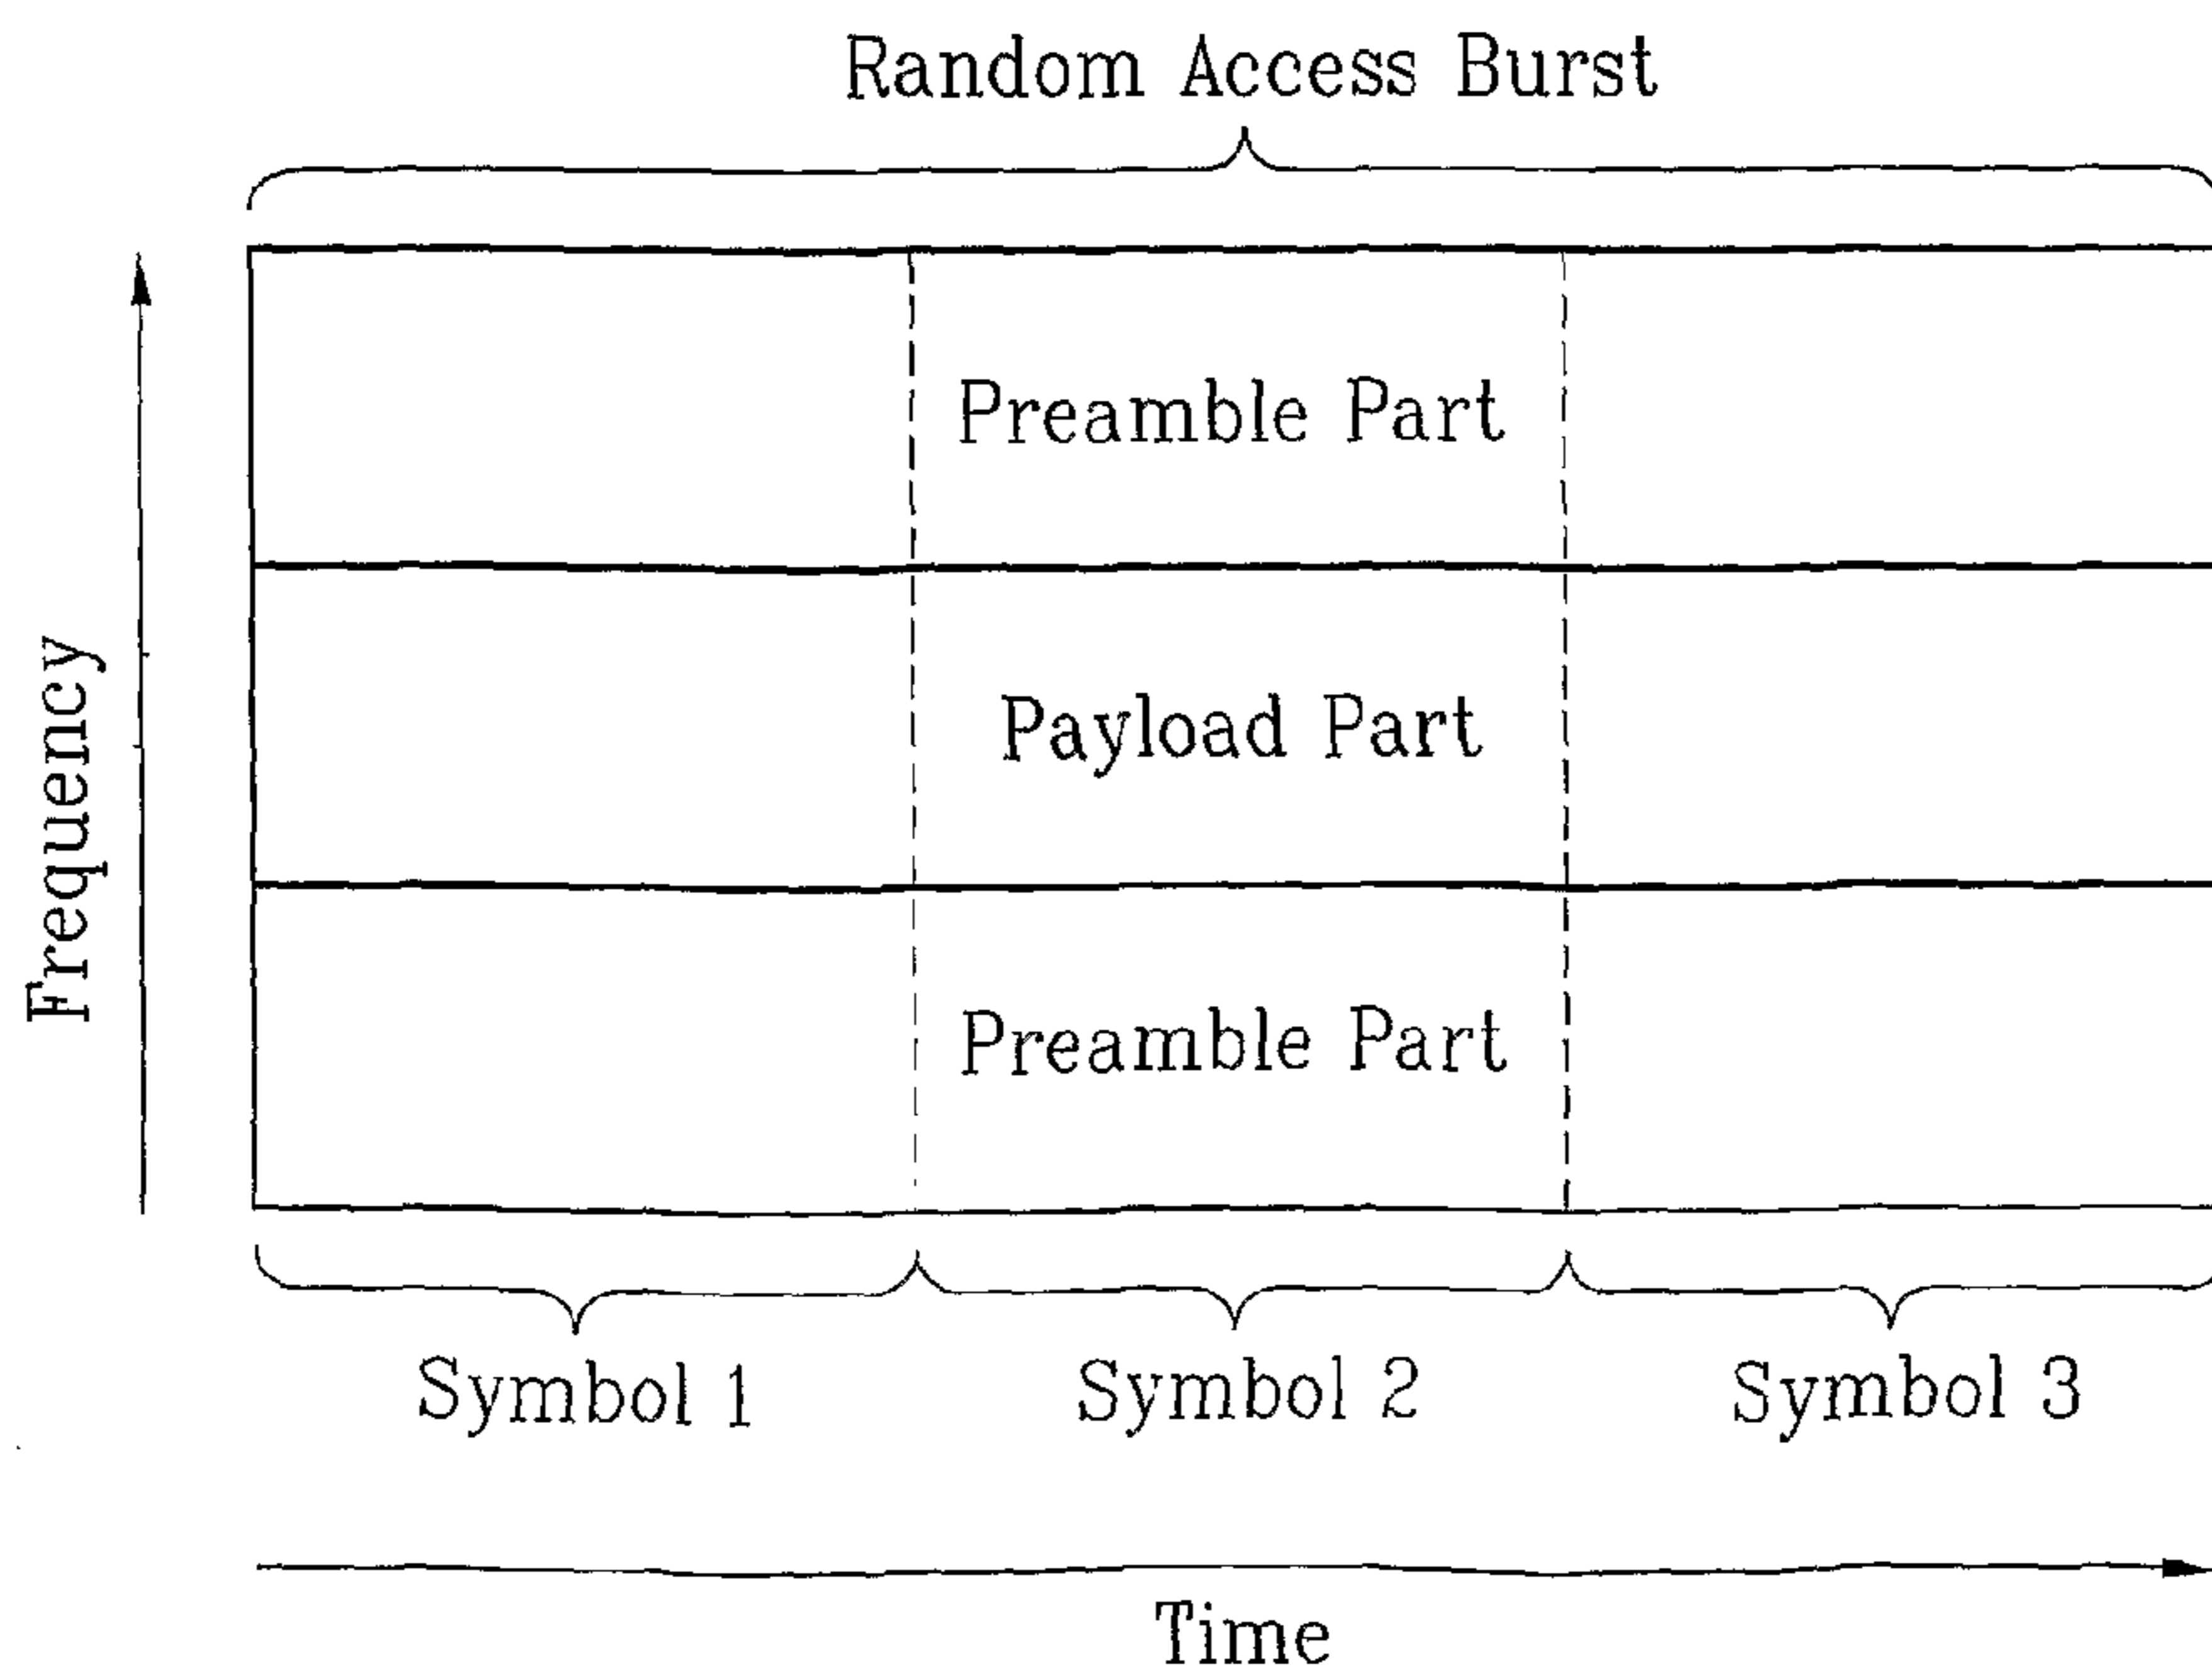 Random Access Burst
Frequency
Preamble Part
Payload Part
Preamble Part
Symbol 1
Symbol 2
Symbol 3
Time